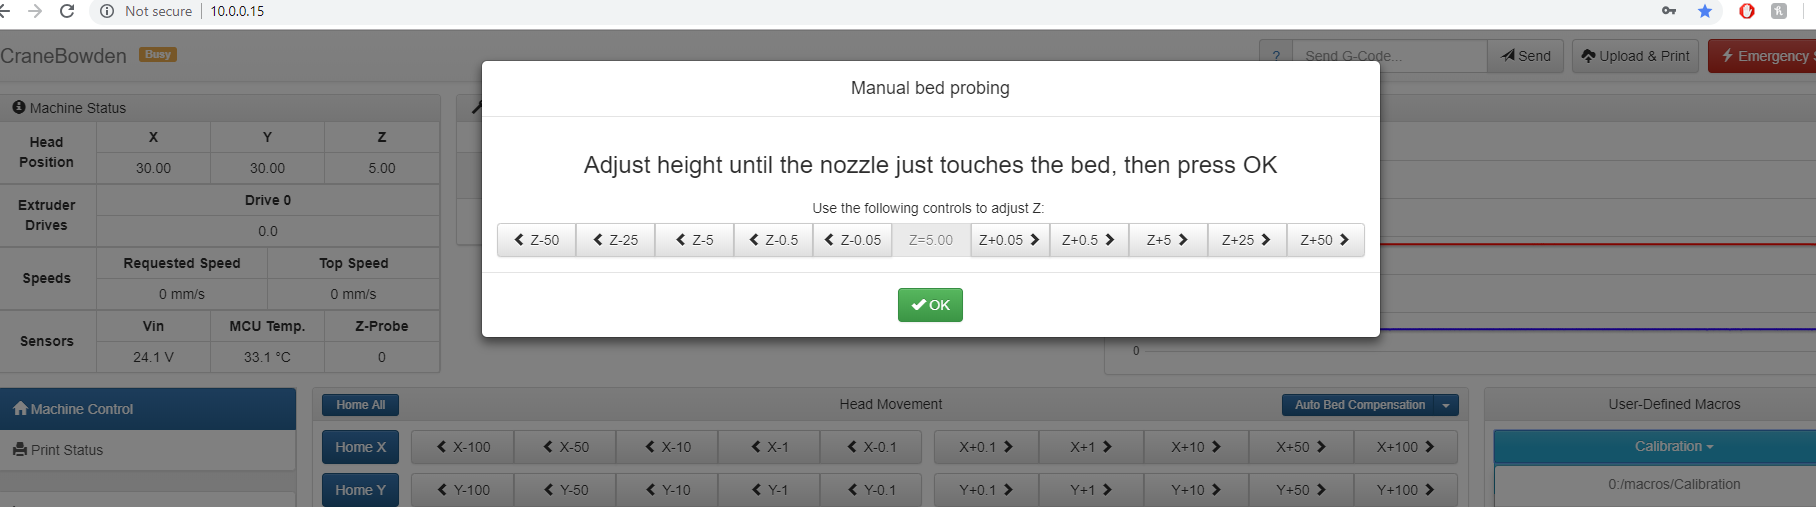 Not secure | 10.0.0.15
CraneBowden Busy
? Send G-Code... Send Upload & Print Emergency
Manual bed probing
Adjust height until the nozzle just touches the bed, then press OK
Use the following controls to adjust Z:
Z-50 Z-25 Z-5 Z-0.5 Z-0.05 Z=5.00 Z+0.05 Z+0.5 Z+5 Z+25 Z+50
OK
Machine Status
Head Position X Y Z
30.00 30.00 5.00
Extruder Drives Drive 0
0.0
Speeds Requested Speed Top Speed
0 mm/s 0 mm/s
Sensors Vin MCU Temp. Z-Probe
24.1 V 33.1 °C 0
0
Machine Control
Print Status
Home All Head Movement Auto Bed Compensation
Home X X-100 X-50 X-10 X-1 X-0.1 X+0.1 X+1 X+10 X+50 X+100
Home Y Y-100 Y-50 Y-10 Y-1 Y-0.1 Y+0.1 Y+1 Y+10 Y+50 Y+100
User-Defined Macros
Calibration
0:/macros/Calibration